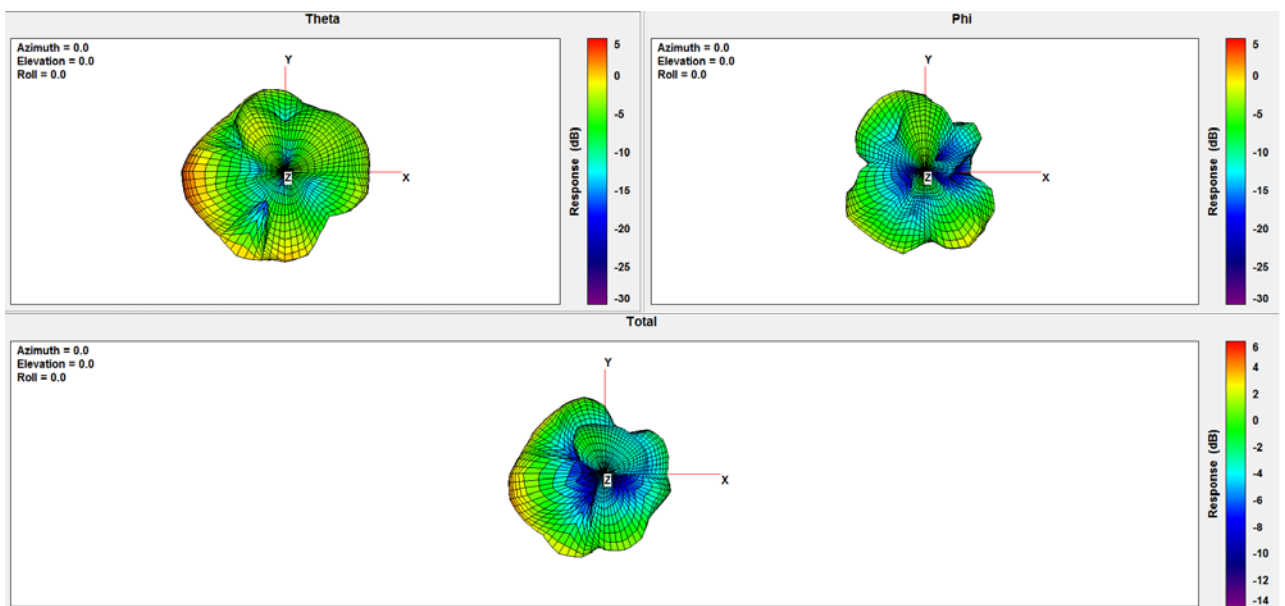 Theta
Azimuth = 0.0
Elevation = 0.0
Roll = 0.0
Y
X
Z
5
0
-5
-10
-15
-20
-25
-30
Response (dB)
Phi
Azimuth = 0.0
Elevation = 0.0
Roll = 0.0
Y
X
Z
5
0
-5
-10
-15
-20
-25
-30
Response (dB)
Total
Azimuth = 0.0
Elevation = 0.0
Roll = 0.0
Y
X
Z
6
4
2
0
-2
-4
-6
-8
-10
-12
-14
Response (dB)